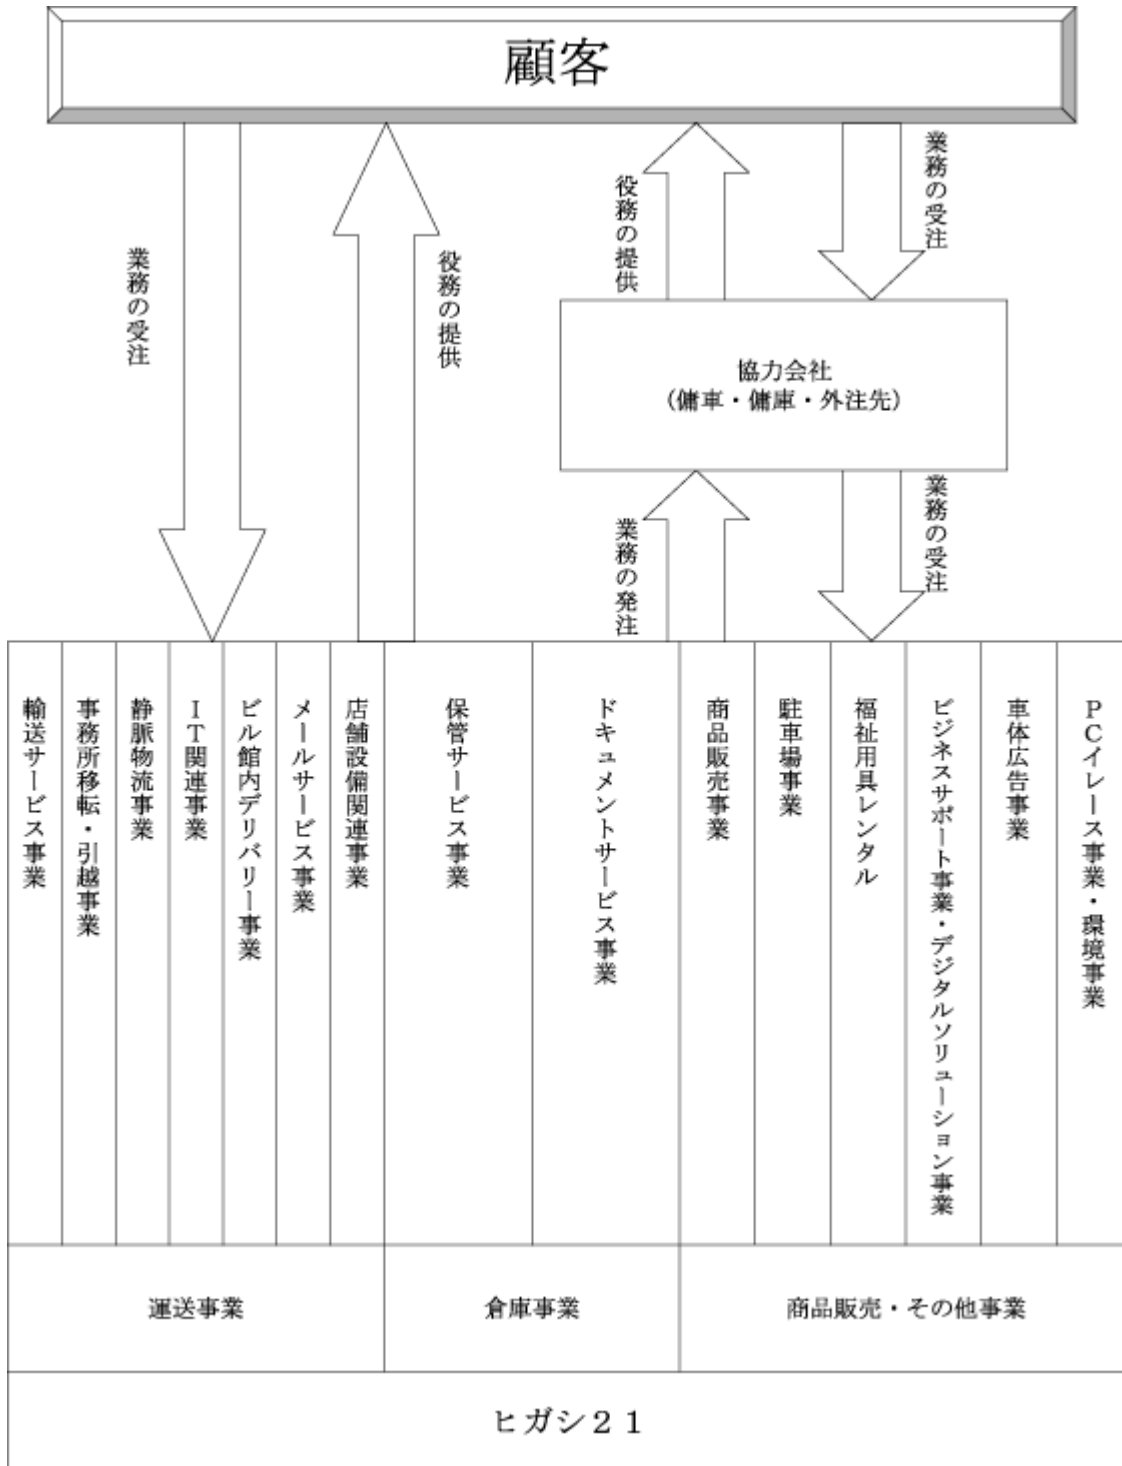 顧客
業務の受注
役務の提供
役務の提供
業務の受注
協力会社
(傭車・傭庫・外注先)
業務の発注
業務の受注
輸送サービス事業
事務所移転・引越事業
静脈物流事業
IT関連事業
ビル館内デリバリー事業
メールサービス事業
店舗設備関連事業
保管サービス事業
ドキュメントサービス事業
商品販売事業
駐車場事業
福祉用具レンタル
ビジネスサポート事業・デジタルソリューション事業
車体広告事業
PCイレース事業・環境事業
運送事業
倉庫事業
商品販売・その他事業
ヒガシ21